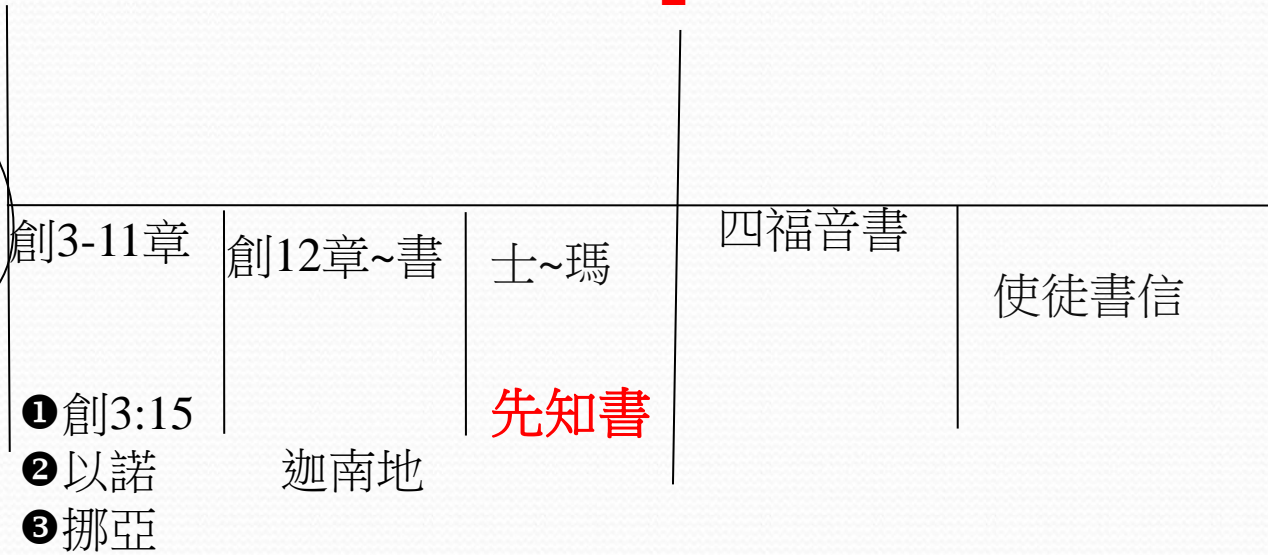 創3-11章
創12章~書
士~瑪
四福音書
使徒書信
❶創3:15
先知書
❷以諾
迦南地
❸挪亞